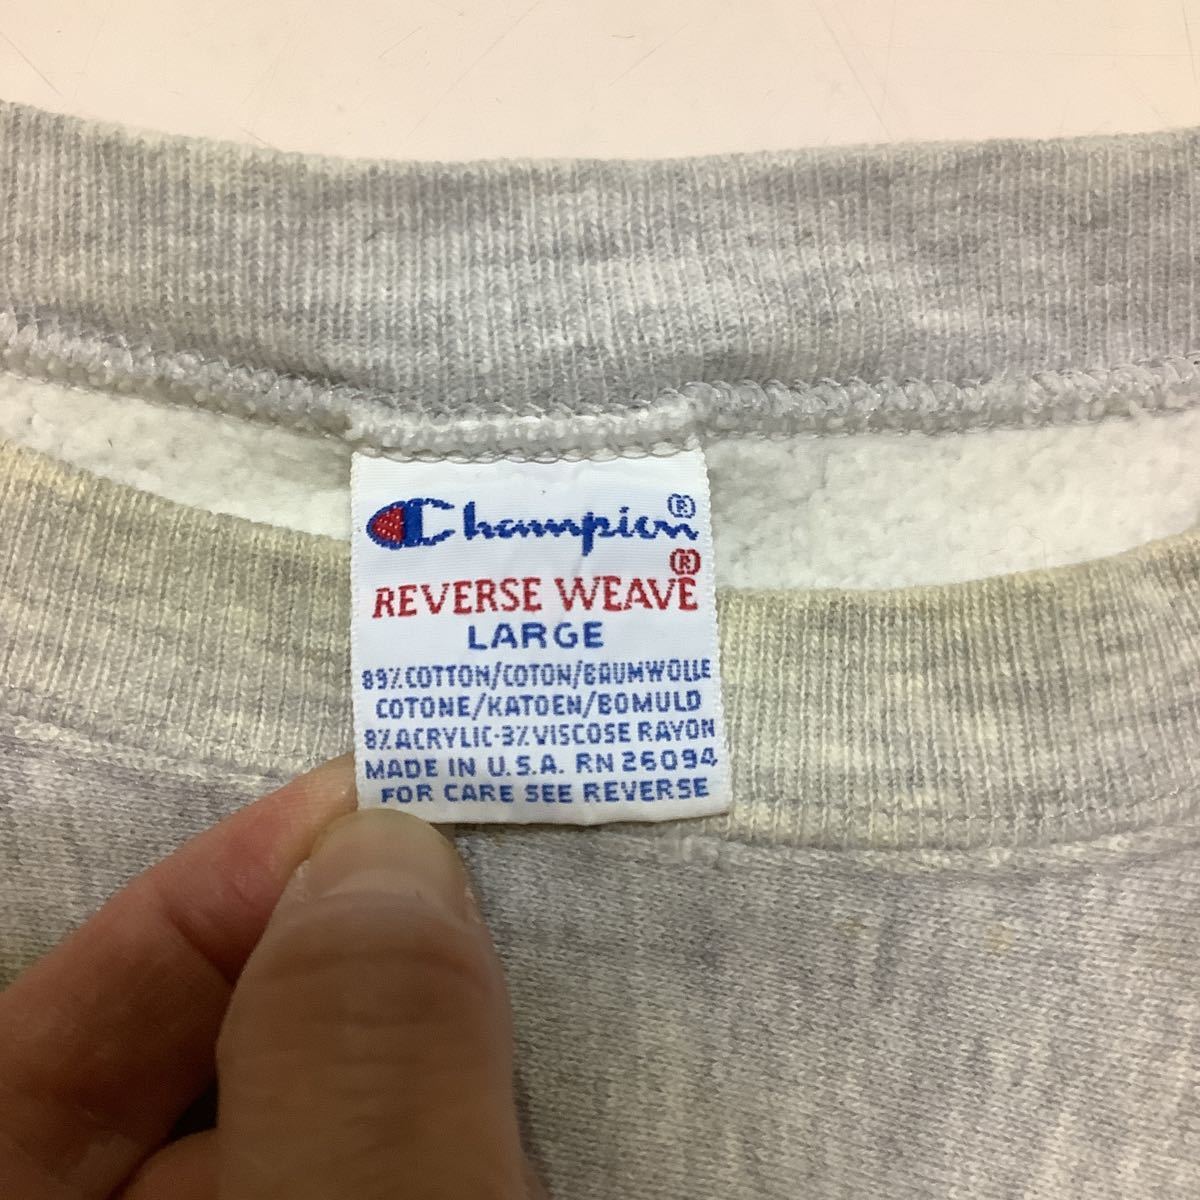 Champion®
REVERSE WEAVE®
LARGE
89% COTTON/COTON/BAUMWOLLE
COTONE/KATOEN/BOMULD
8% ACRYLIC-3% VISCOSE RAYON
MADE IN U.S.A. RN 26094
FOR CARE SEE REVERSE